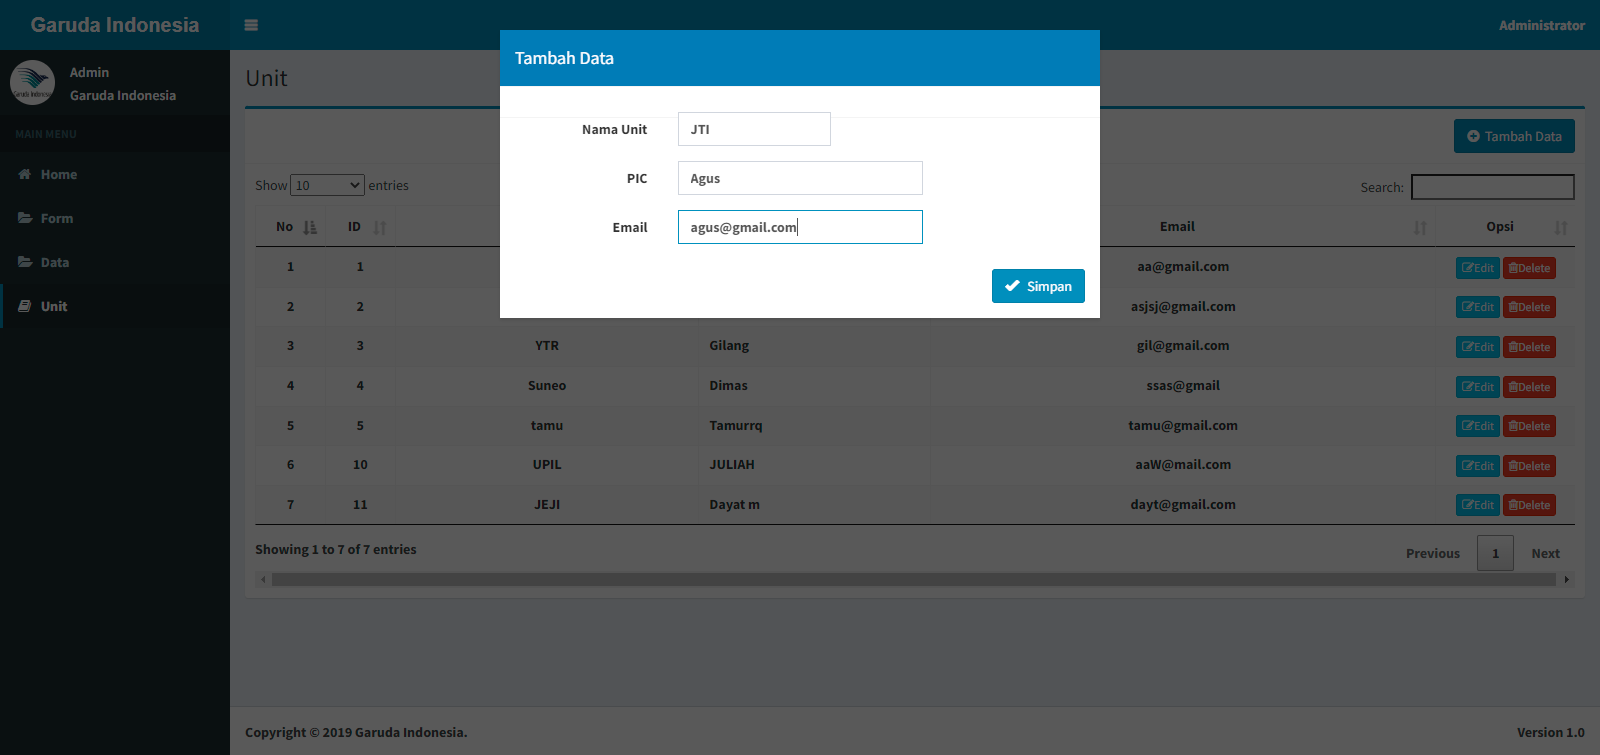 Garuda Indonesia
Administrator
Admin
Garuda Indonesia
MAIN MENU
Home
Form
Data
Unit
Unit
Tambah Data
Show 10 entries
Search:
No ID Email Opsi
1 1 aa@gmail.com Edit Delete
2 2 asjsj@gmail.com Edit Delete
3 3 YTR Gilang gil@gmail.com Edit Delete
4 4 Suneo Dimas ssas@gmail Edit Delete
5 5 tamu Tamurrq tamu@gmail.com Edit Delete
6 10 UPIL JULIAH aaW@mail.com Edit Delete
7 11 JEJI Dayat m dayt@gmail.com Edit Delete
Showing 1 to 7 of 7 entries
Previous 1 Next
Tambah Data
Nama Unit JTI
PIC Agus
Email agus@gmail.com
Simpan
Copyright © 2019 Garuda Indonesia.
Version 1.0